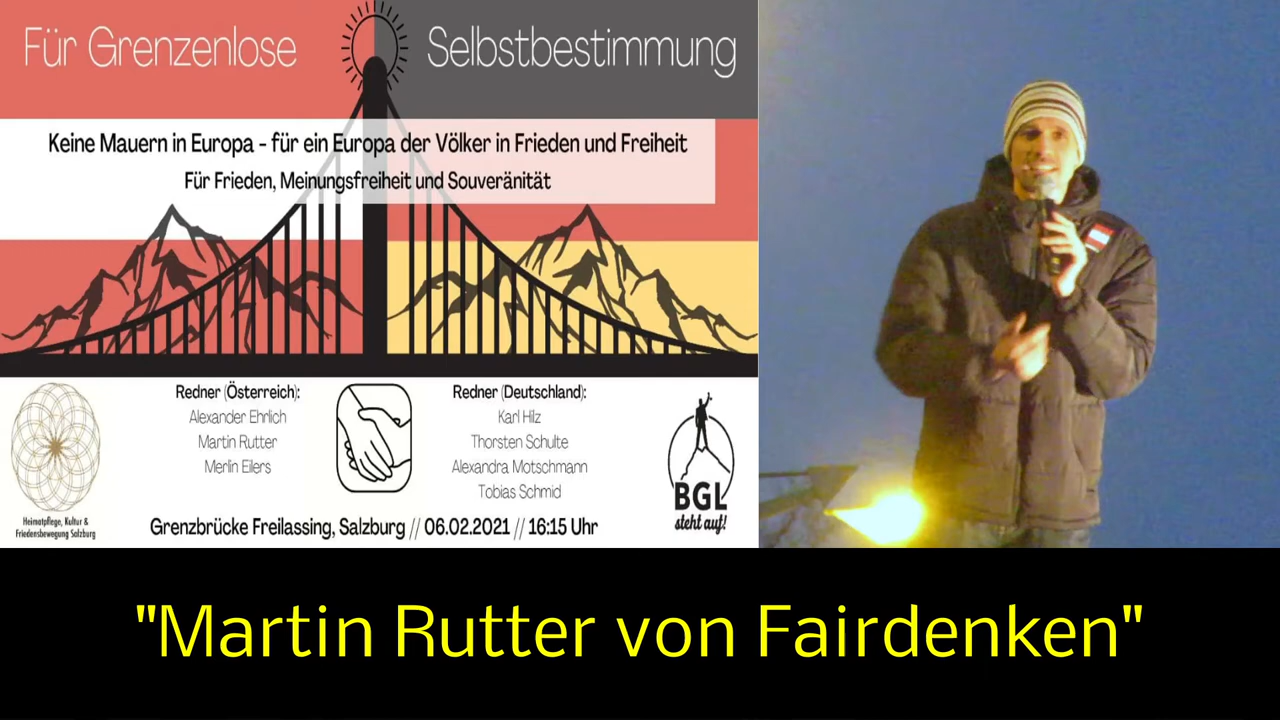 Für Grenzenlose Selbstbestimmung
Keine Mauern in Europa - für ein Europa der Völker in Frieden und Freiheit
Für Frieden, Meinungsfreiheit und Souveränität
Redner (Österreich):
Alexander Ehrlich
Martin Rutter
Merlin Eilers
Redner (Deutschland):
Karl Hilz
Thorsten Schulte
Alexandra Motschmann
Tobias Schmid
Heimatpflege, Kultur &
Friedensbewegung Salzburg
BGL
steht auf!
Grenzbrücke Freilassing, Salzburg // 06.02.2021 // 16:15 Uhr
"Martin Rutter von Fairdenken"